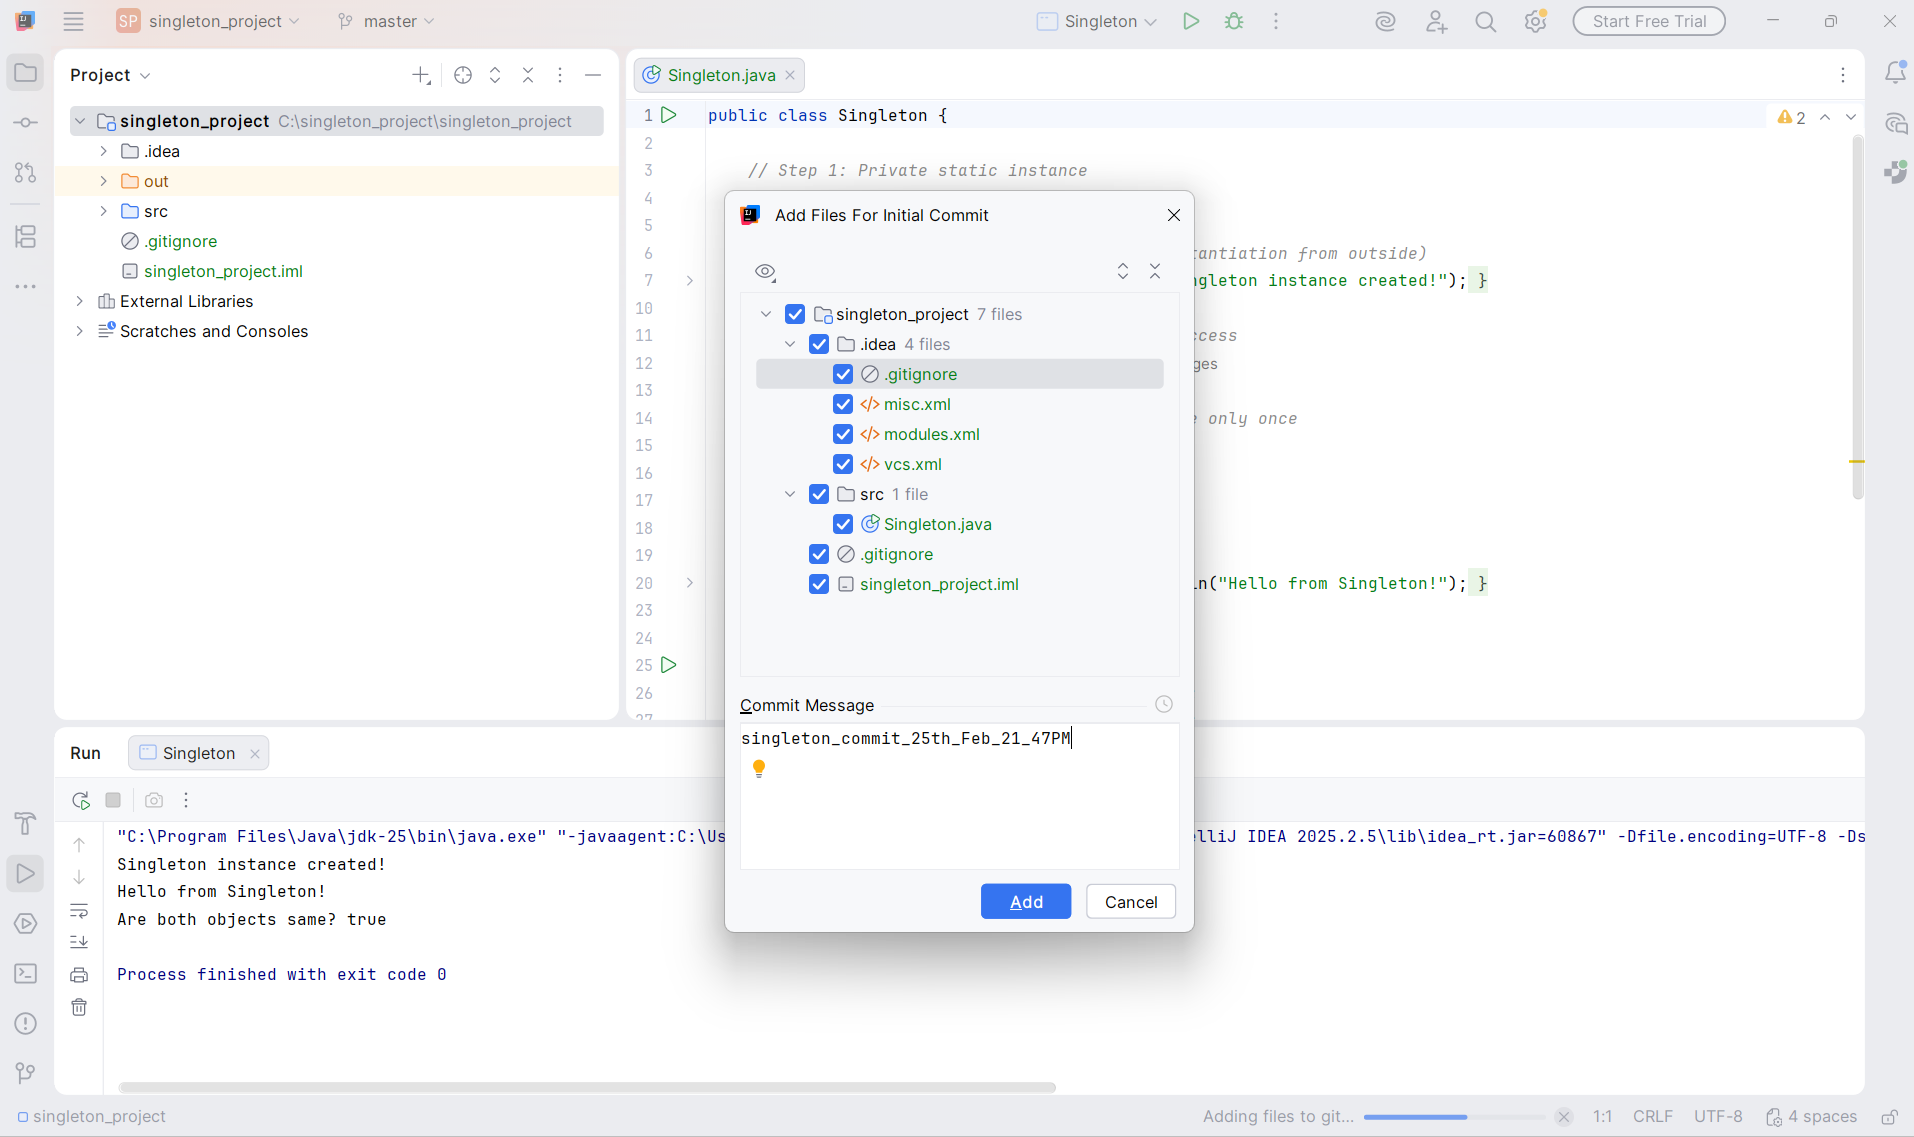 SP singleton_project master Singleton Start Free Trial
Project
Singleton.java
singleton_project C:\singleton_project\singleton_project
.idea
out
src
.gitignore
singleton_project.iml
External Libraries
Scratches and Consoles
1 public class Singleton {
2
2
3 // Step 1: Private static instance
4
5
6 tantiation from outside)
7 ngleton instance created!"); }
10
11 cess
12 ges
13
14 e only once
15
16
17
18
19
20 ln("Hello from Singleton!"); }
23
24
25
26
27
Add Files For Initial Commit
singleton_project 7 files
.idea 4 files
.gitignore
misc.xml
modules.xml
vcs.xml
src 1 file
Singleton.java
.gitignore
singleton_project.iml
Commit Message
singleton_commit_25th_Feb_21_47PM
Add Cancel
Run Singleton
"C:\Program Files\Java\jdk-25\bin\java.exe" "-javaagent:C:\Us elliJ IDEA 2025.2.5\lib\idea_rt.jar=60867" -Dfile.encoding=UTF-8 -Ds
Singleton instance created!
Hello from Singleton!
Are both objects same? true
Process finished with exit code 0
singleton_project Adding files to git... 1:1 CRLF UTF-8 4 spaces